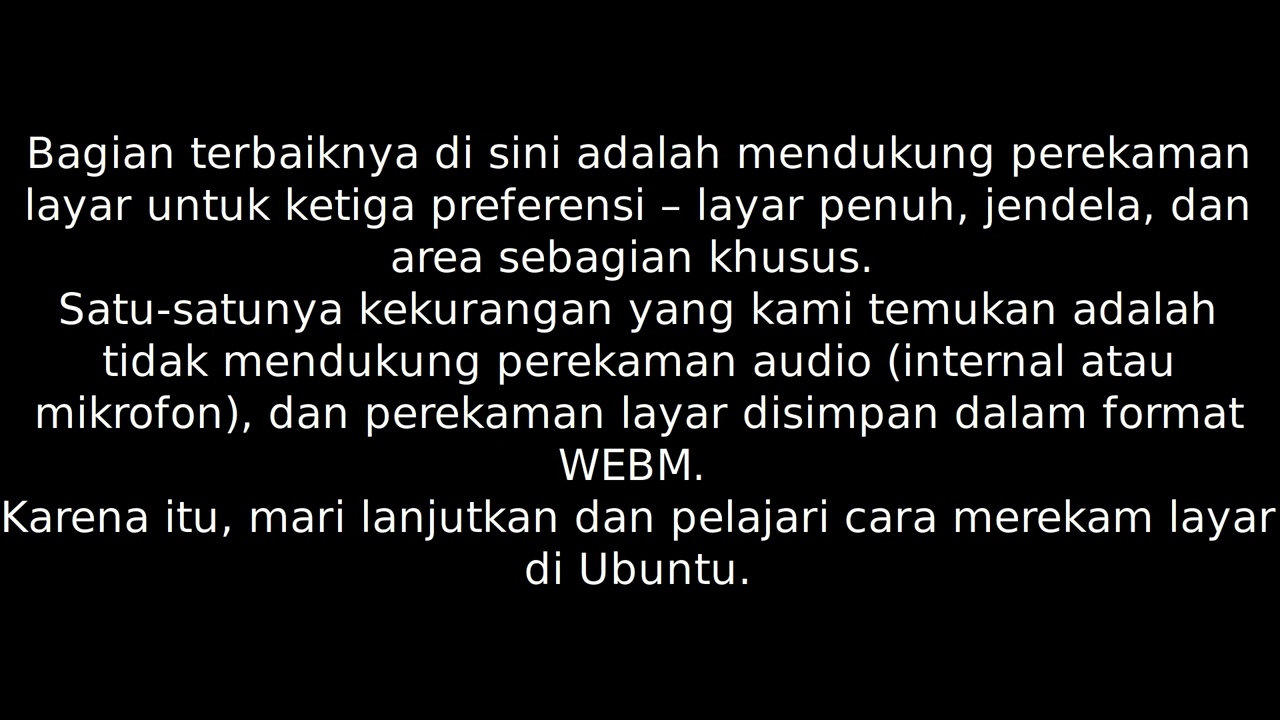 Bagian terbaiknya di sini adalah mendukung perekaman
layar untuk ketiga preferensi – layar penuh, jendela, dan
area sebagian khusus.
Satu-satunya kekurangan yang kami temukan adalah
tidak mendukung perekaman audio (internal atau
mikrofon), dan perekaman layar disimpan dalam format
WEBM.
Karena itu, mari lanjutkan dan pelajari cara merekam layar
di Ubuntu.